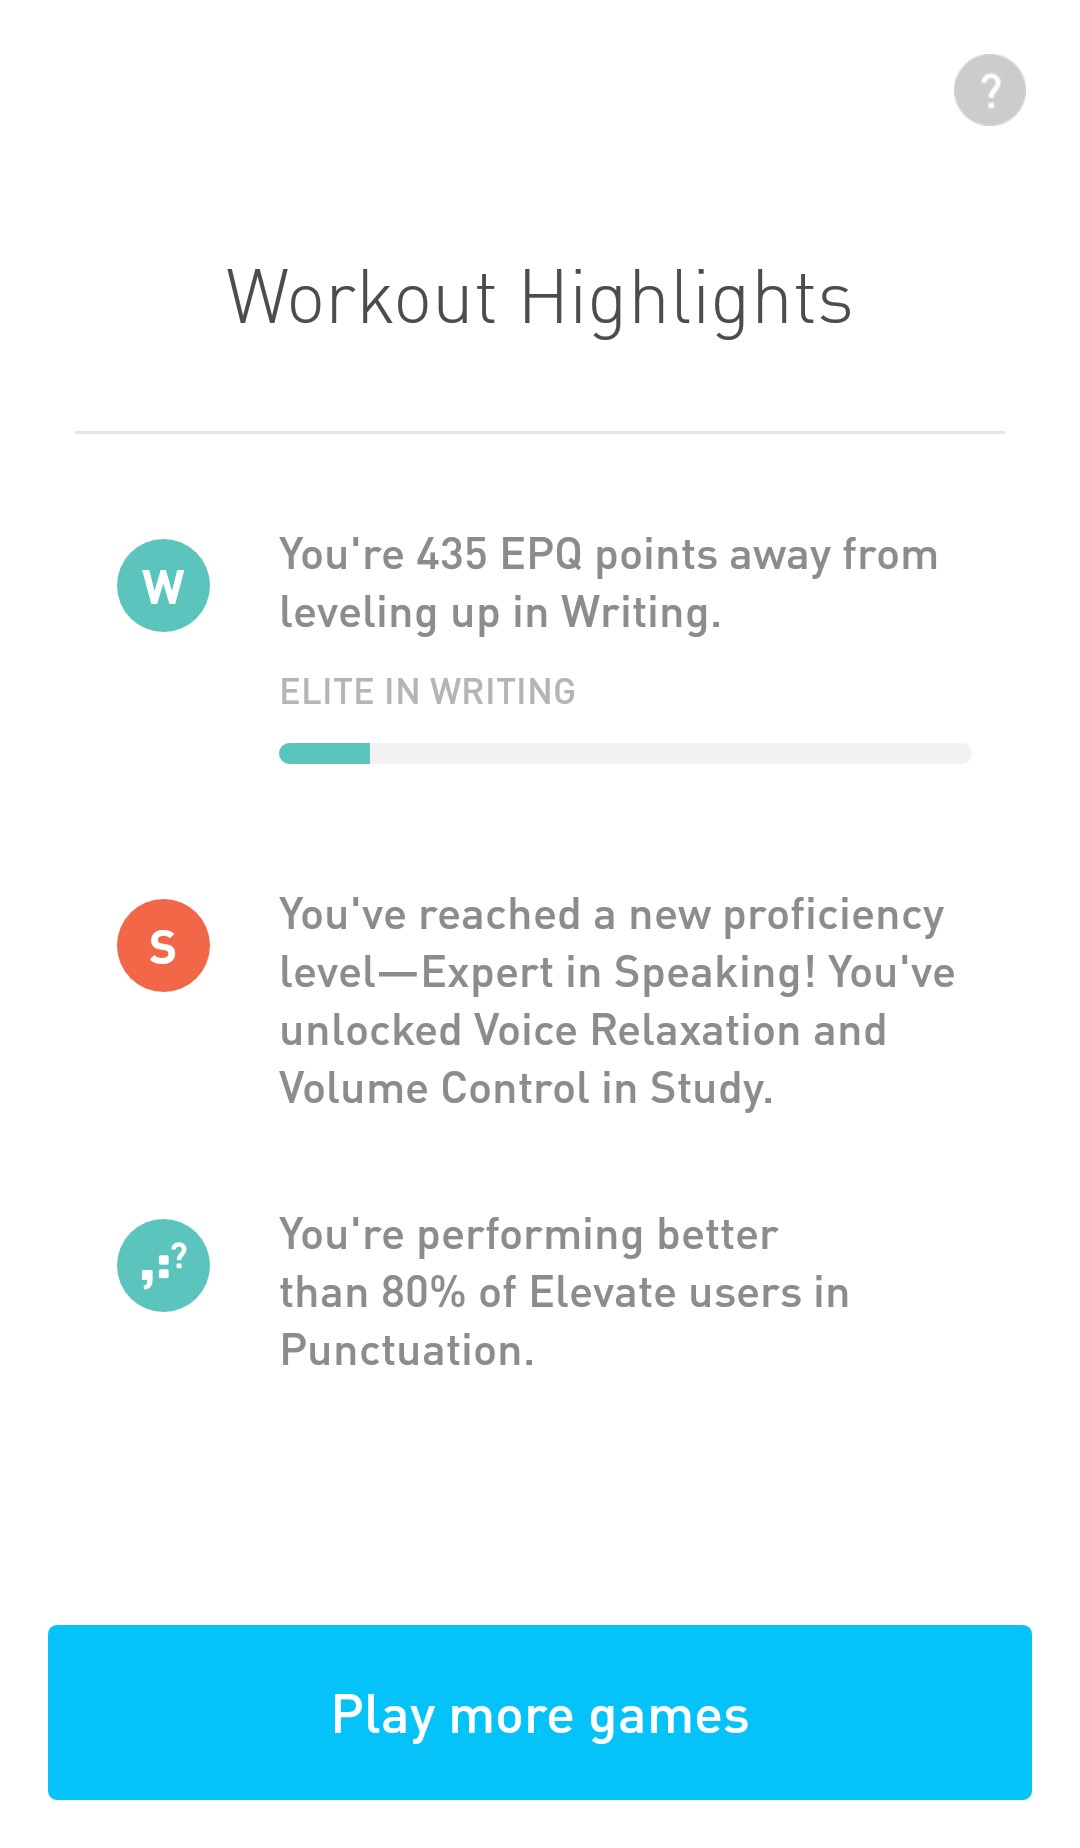 ?
Workout Highlights
W
You're 435 EPQ points away from
leveling up in Writing.
ELITE IN WRITING
S
You've reached a new proficiency
level—Expert in Speaking! You've
unlocked Voice Relaxation and
Volume Control in Study.
,:?
You're performing better
than 80% of Elevate users in
Punctuation.
Play more games